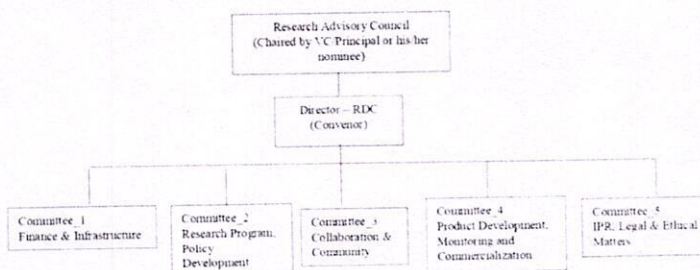 Research Advisory Council
(Chaired by VC/Principal or his/her
nominee)
Director – RDC
(Convenor)
Committee_1
Finance & Infrastructure
Committee_2
Research Program,
Policy
Development
Committee_3
Collaboration &
Community
Committee_4
Product Development,
Monitoring and
Commercialization
Committee_5
IPR, Legal & Ethical
Matters